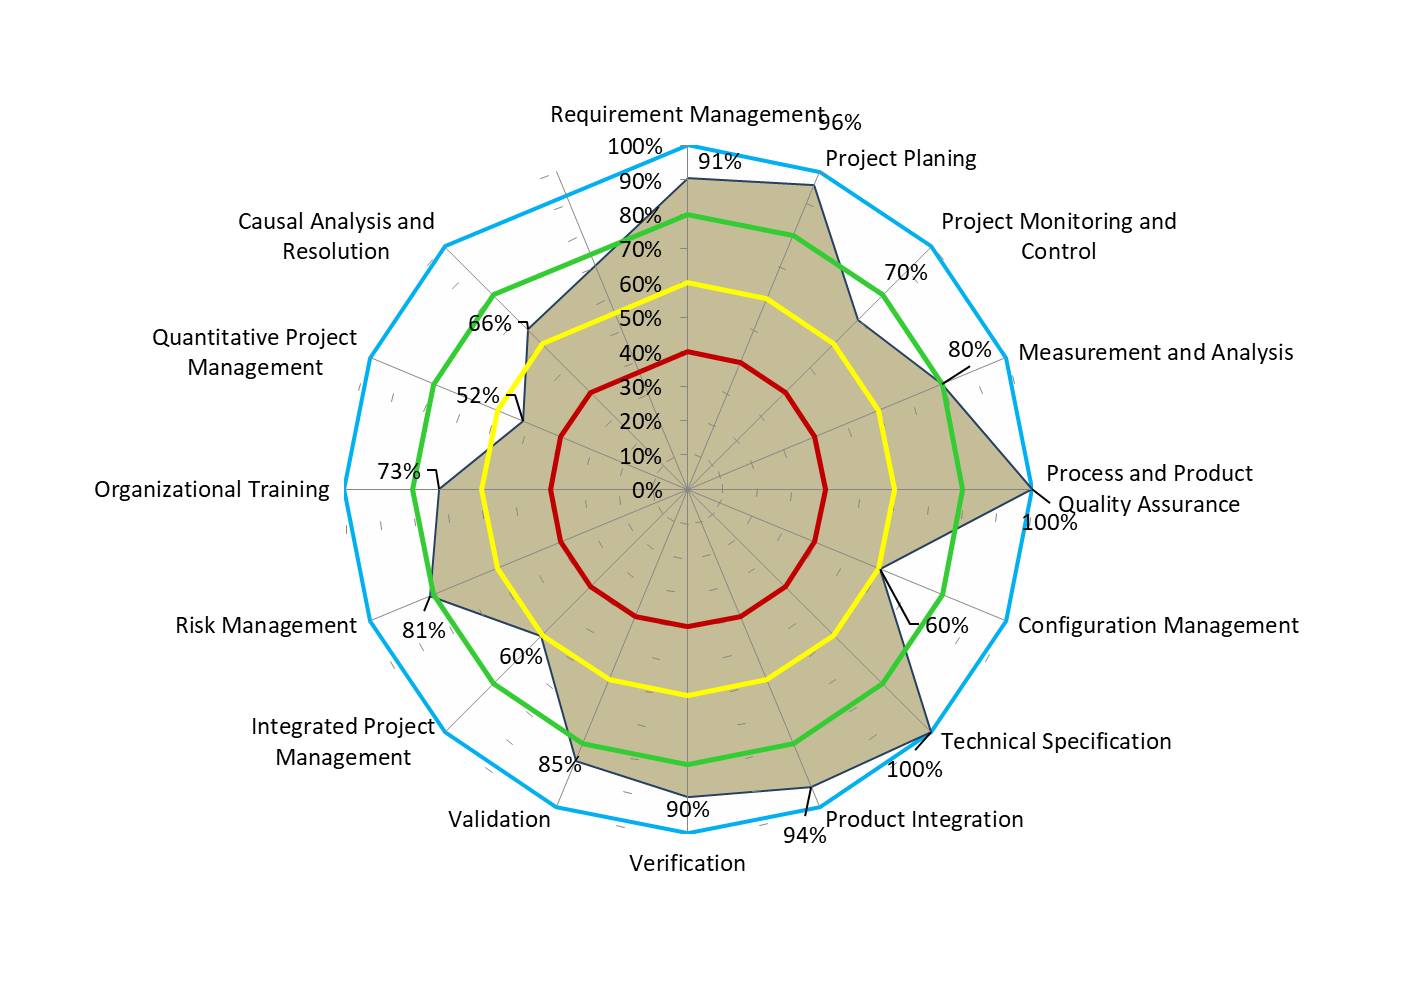 Requirement Management
96%
100%
91%
Project Planing
90%
80%
Causal Analysis and
Resolution
Project Monitoring and
Control
70%
70%
60%
50%
66%
Quantitative Project
Management
40%
80%
Measurement and Analysis
30%
52%
20%
10%
73%
Organizational Training
0%
Process and Product
Quality Assurance
100%
Risk Management
81%
60%
Configuration Management
60%
Integrated Project
Management
Technical Specification
100%
85%
90%
Validation
94%
Product Integration
Verification